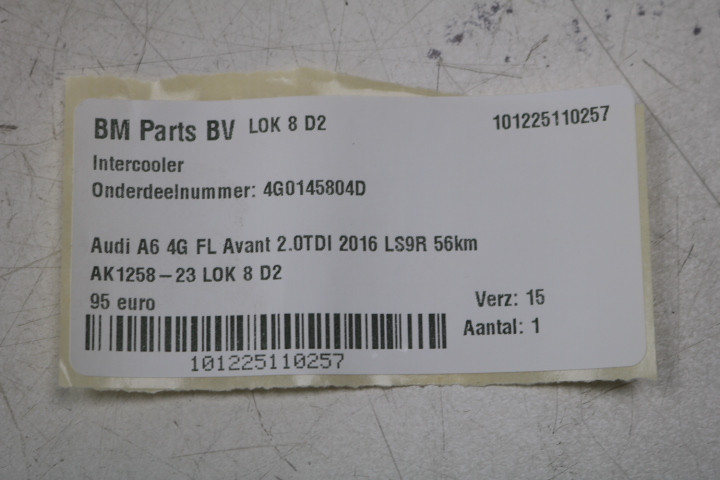 BM Parts BV LOK 8 D2 101225110257
Intercooler
Onderdeelnummer: 4G0145804D
Audi A6 4G FL Avant 2.0TDI 2016 LS9R 56km
AK1258-23 LOK 8 D2
95 euro Verz: 15
Aantal: 1
101225110257